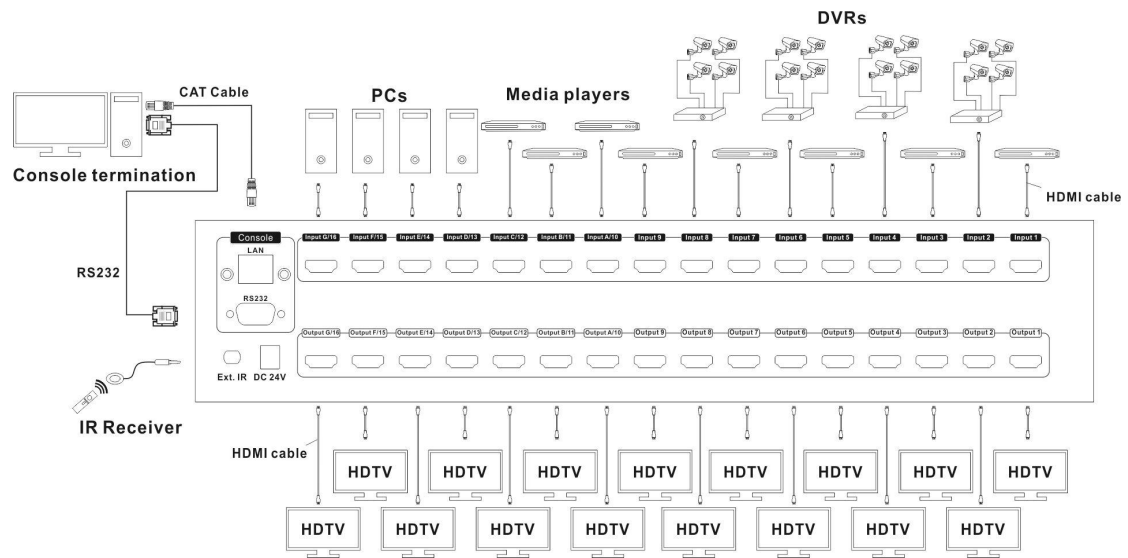 DVRs
CAT Cable
PCs
Media players
Console termination
HDMI cable
Console
LAN
Input G/16 Input F/15 Input E/14 Input D/13 Input C/12 Input B/11 Input A/10 Input 9 Input 8 Input 7 Input 6 Input 5 Input 4 Input 3 Input 2 Input 1
RS232
RS232
Output G/16 Output F/15 Output E/14 Output D/13 Output C/12 Output B/11 Output A/10 Output 9 Output 8 Output 7 Output 6 Output 5 Output 4 Output 3 Output 2 Output 1
Ext. IR DC 24V
IR Receiver
HDMI cable
HDTV HDTV HDTV HDTV HDTV HDTV HDTV HDTV
HDTV HDTV HDTV HDTV HDTV HDTV HDTV HDTV